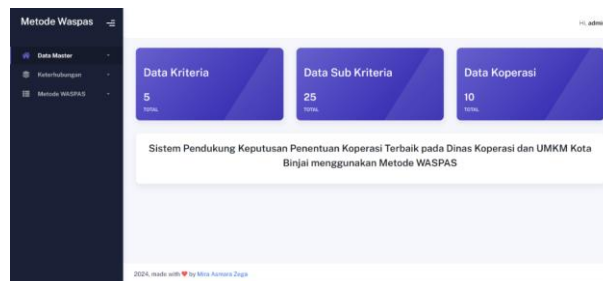 Metode Waspas
Hi, admi
Data Master
Keterhubungan
Metode WASPAS
Data Kriteria
5
TOTAL
Data Sub Kriteria
25
TOTAL
Data Koperasi
10
TOTAL
Sistem Pendukung Keputusan Penentuan Koperasi Terbaik pada Dinas Koperasi dan UMKM Kota
Binjai menggunakan Metode WASPAS
2024, made with ❤ by Mira Asmara Zega